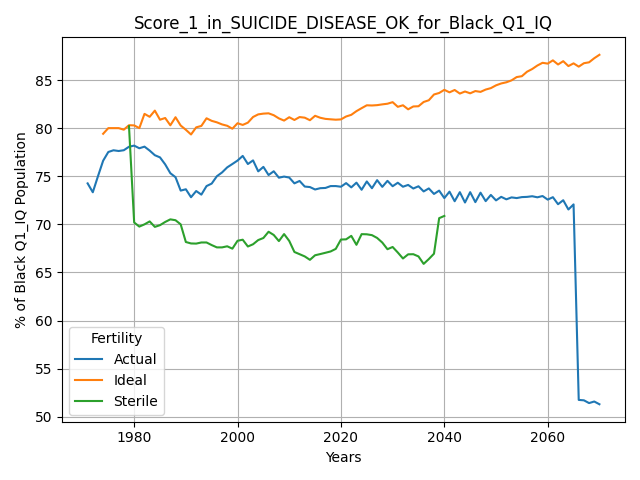 Score_1_in_SUICIDE_DISEASE_OK_for_Black_Q1_IQ
% of Black Q1_IQ Population
85
80
75
70
65
60
55
50
Fertility
Actual
Ideal
Sterile
1980 2000 2020 2040 2060
Years